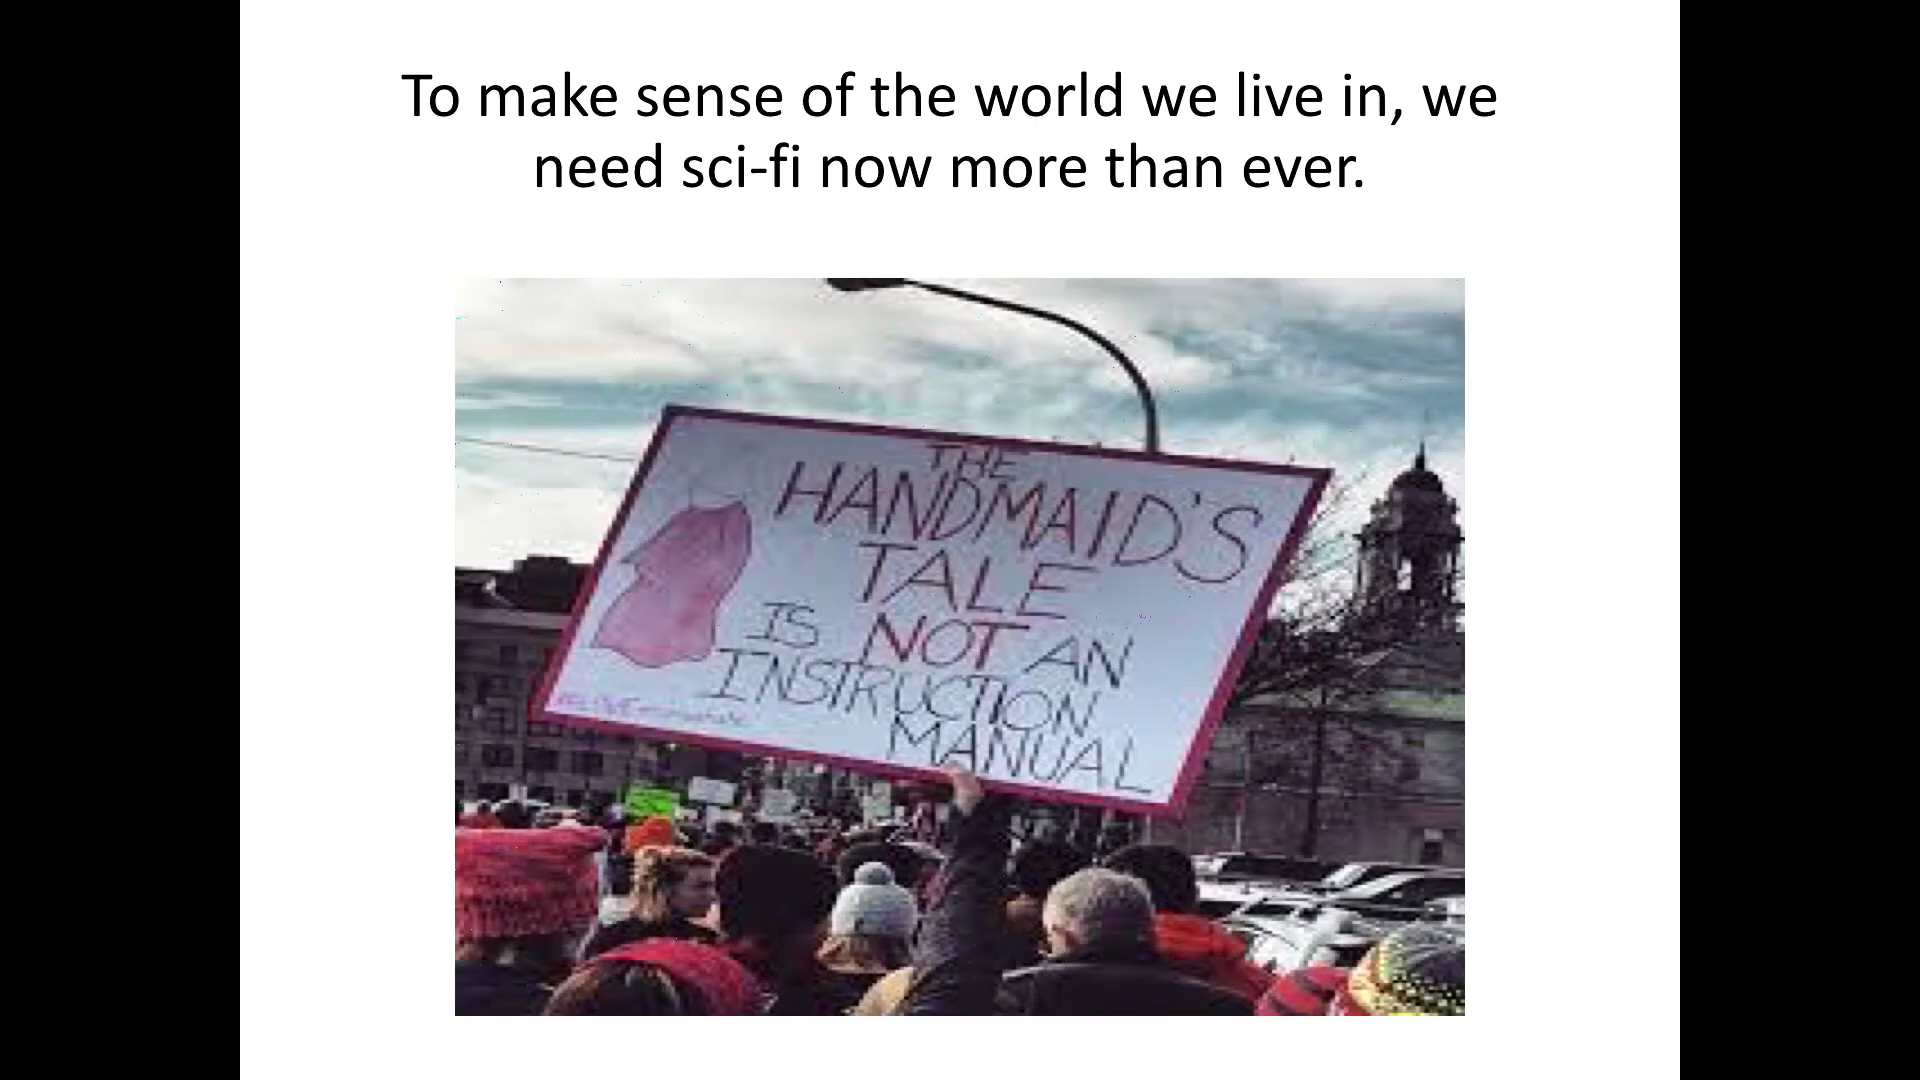 To make sense of the world we live in, we
need sci-fi now more than ever.
THE
HANDMAID'S
TALE
IS NOT AN
INSTRUCTION
MANUAL